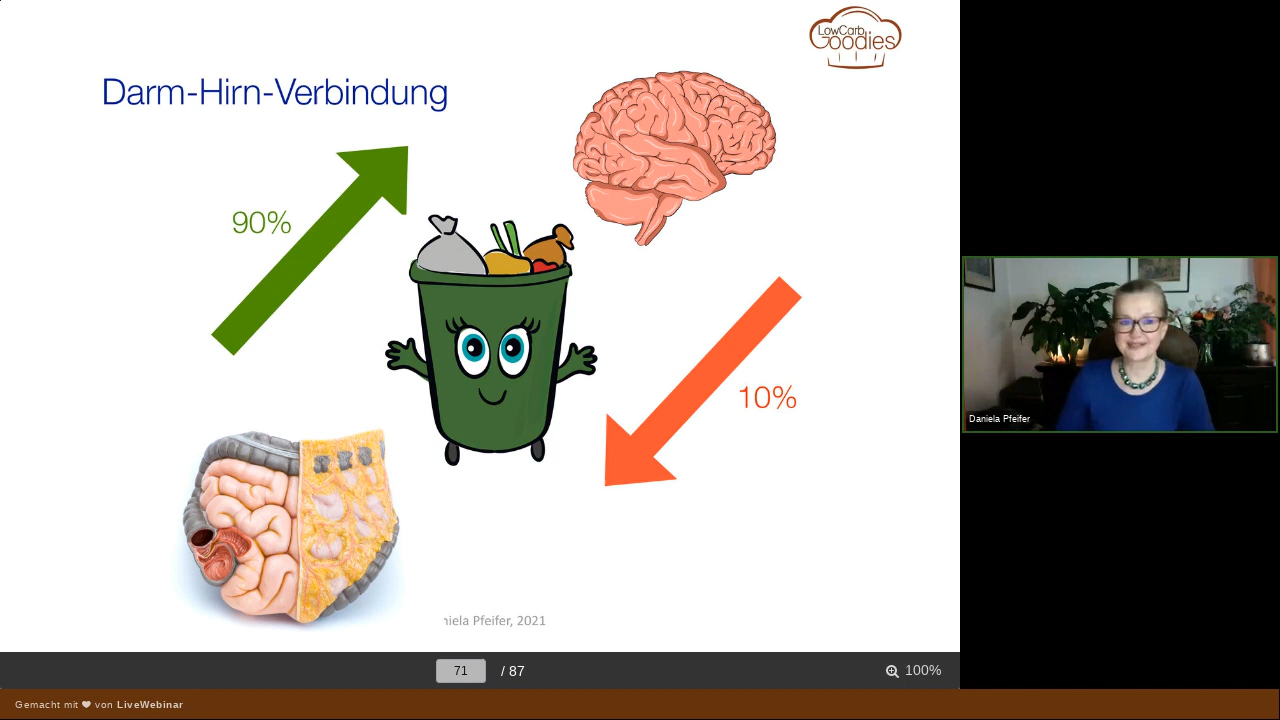 LowCarb
Goodies
Darm-Hirn-Verbindung
90%
10%
Daniela Pfeifer
niela Pfeifer, 2021
71 / 87
100%
Gemacht mit ❤ von LiveWebinar